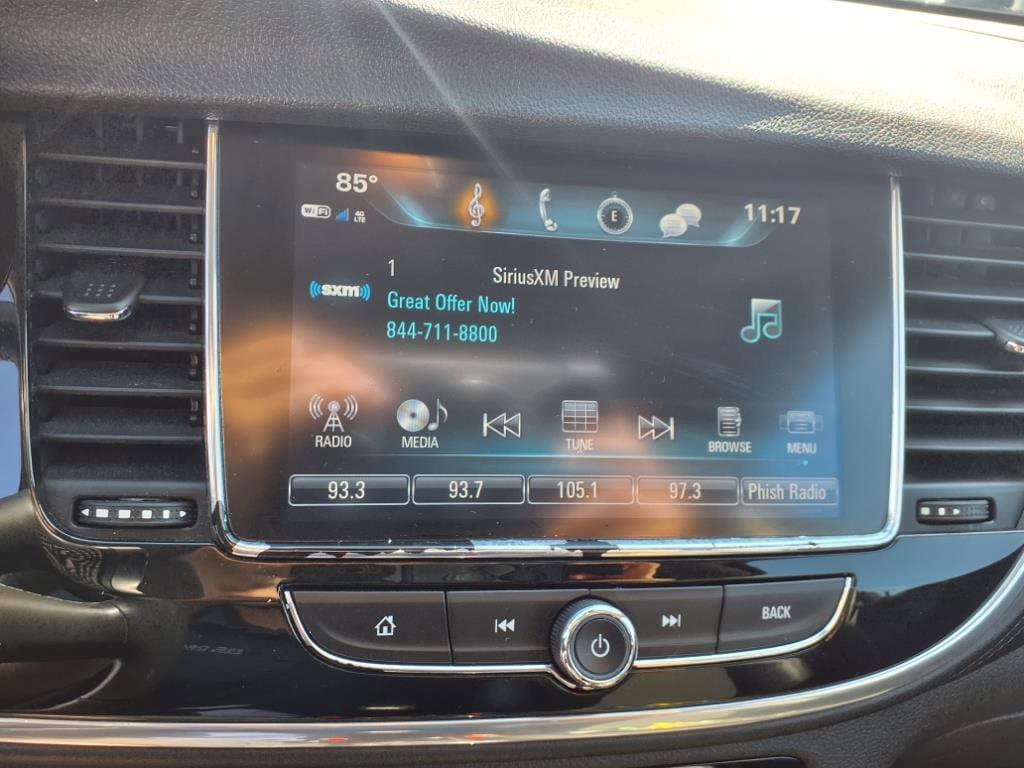 85°
11:17
WiFi
4G
LTE
E
1
SiriusXM Preview
((sxm))
Great Offer Now!
844-711-8800
RADIO
MEDIA
TUNE
BROWSE
MENU
93.3
93.7
105.1
97.3
Phish Radio
BACK